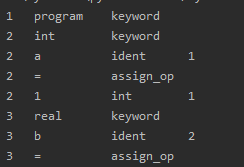 1 program keyword
2 int keyword
2 a ident 1
2 = assign_op
2 1 int 1
3 real keyword
3 b ident 2
3 = assign_op